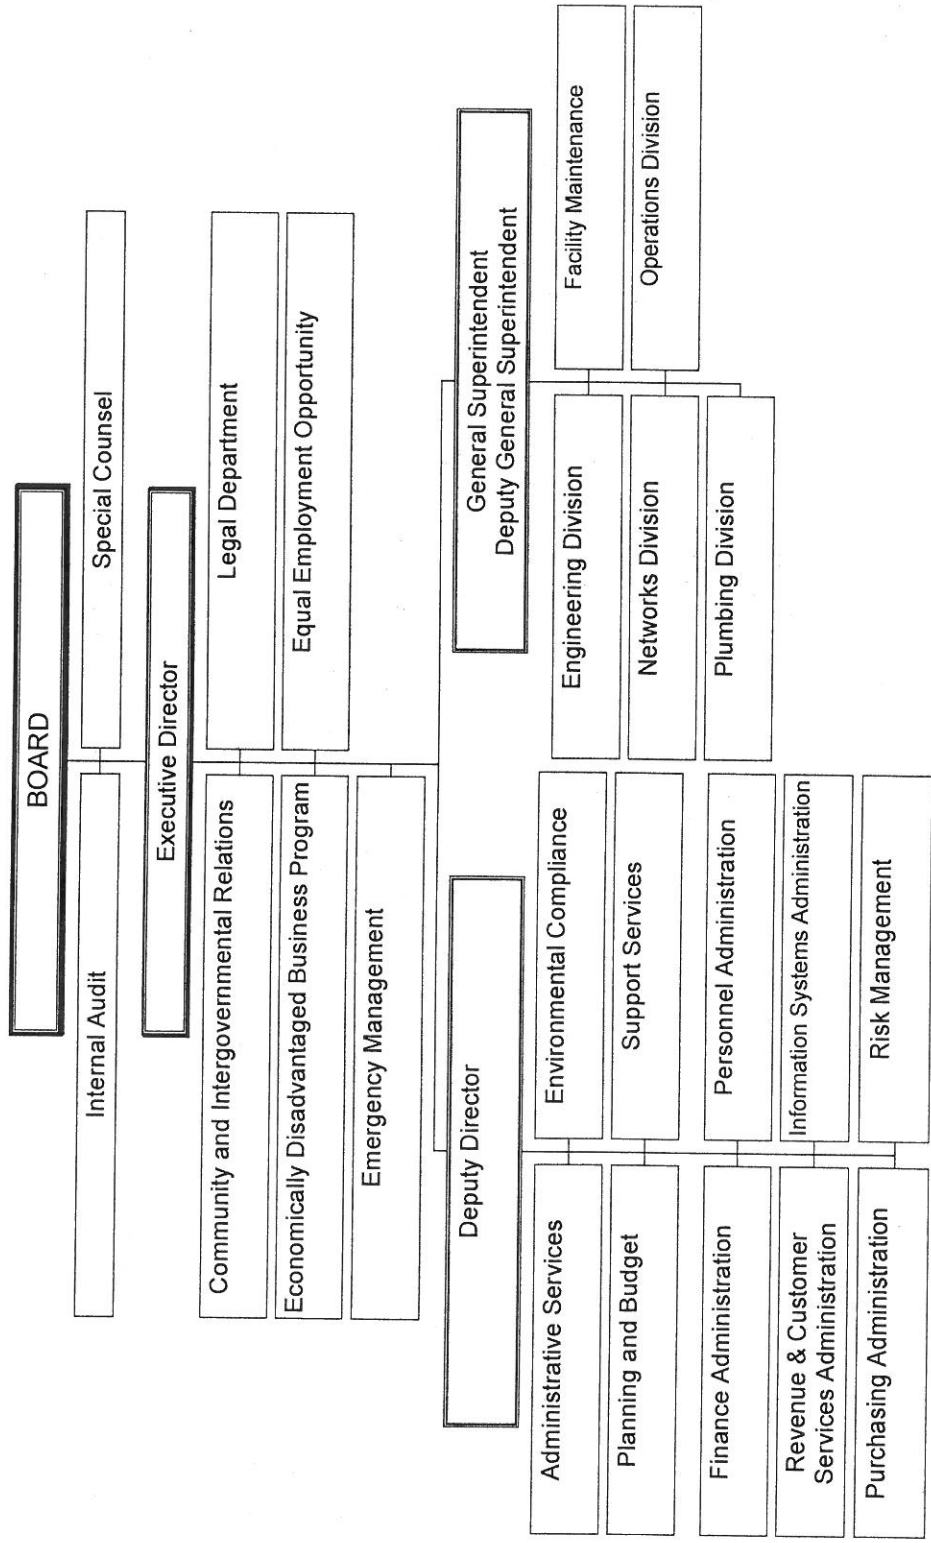 BOARD
Internal Audit
Special Counsel
Executive Director
Community and Intergovernmental Relations
Legal Department
Economically Disadvantaged Business Program
Equal Employment Opportunity
Emergency Management
Deputy Director
General Superintendent
Deputy General Superintendent
Administrative Services
Environmental Compliance
Engineering Division
Facility Maintenance
Planning and Budget
Support Services
Networks Division
Operations Division
Finance Administration
Personnel Administration
Plumbing Division
Revenue & Customer
Services Administration
Information Systems Administration
Purchasing Administration
Risk Management